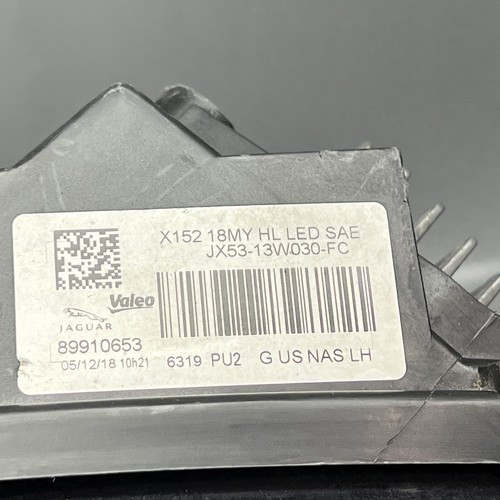 X152 18MY HL LED SAE
JX53-13W030-FC
JAGUAR
Valeo
89910653
05/12/18 10h21
6319 PU2 G US NAS LH